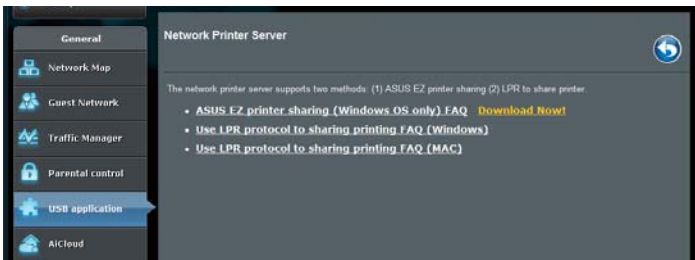 General
Network Map
Guest Network
Traffic Manager
Parental control
USB application
AiCloud
Network Printer Server
The network printer server supports two methods: (1) ASUS EZ printer sharing (2) LPR to share printer.
ASUS EZ printer sharing (Windows OS only) FAQ Download Now!
Use LPR protocol to sharing printing FAQ (Windows)
Use LPR protocol to sharing printing FAQ (MAC)